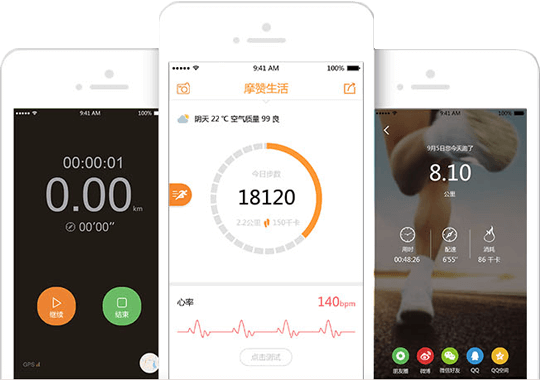 9:41 AM
00:00:01
0.00 km
00'00"
继续
结束
GPS
9:41 AM 100%
摩赞生活
阴天 22 ℃ 空气质量 99 良
今日步数
18120
2.2公里 150千卡
心率 140bpm
点击测试
9:41 AM 100%
9月5日您今天跑了
8.10
公里
用时 配速 消耗
00:48:26 6'55" 86 千卡
朋友圈 微博 微信好友 QQ QQ空间